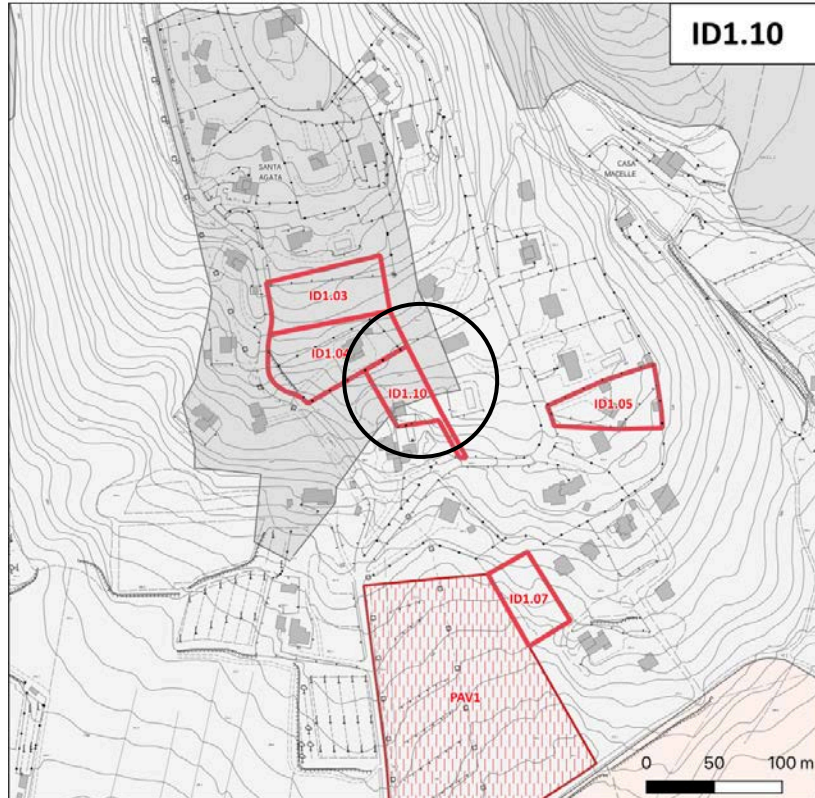 ID1.10
SANTA
AGATA
CASA
MACELLE
ID1.03
ID1.04
ID1.10
ID1.05
ID1.07
PAV1
0 50 100 m